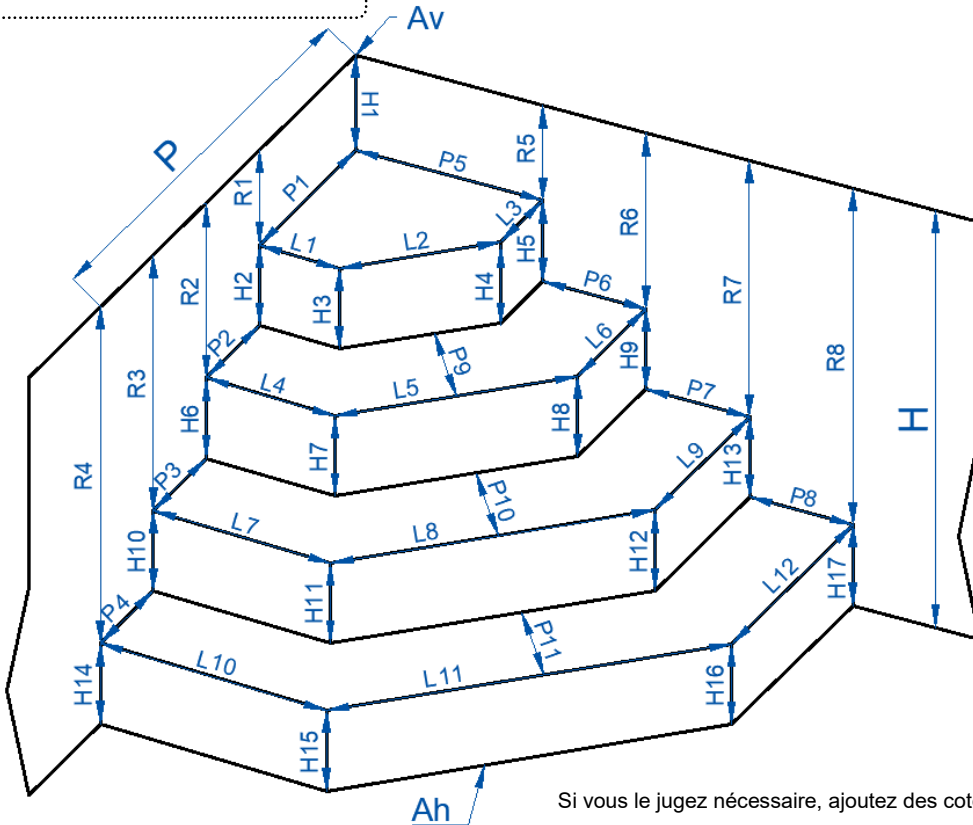 Av
H1
P
R5
P5
P1
R1
R6
L3
L1
L2
H5
R7
H2
H3
H4
R2
P6
R8
P2
P9
L6
H9
H
R3
L4
L5
P7
H6
H7
H8
R4
P3
L9
H13
P10
P8
L7
L8
H10
H11
H12
L12
H17
P4
P11
L10
L11
H14
H16
H15
Si vous le jugez nécessaire, ajoutez des cot
Ah